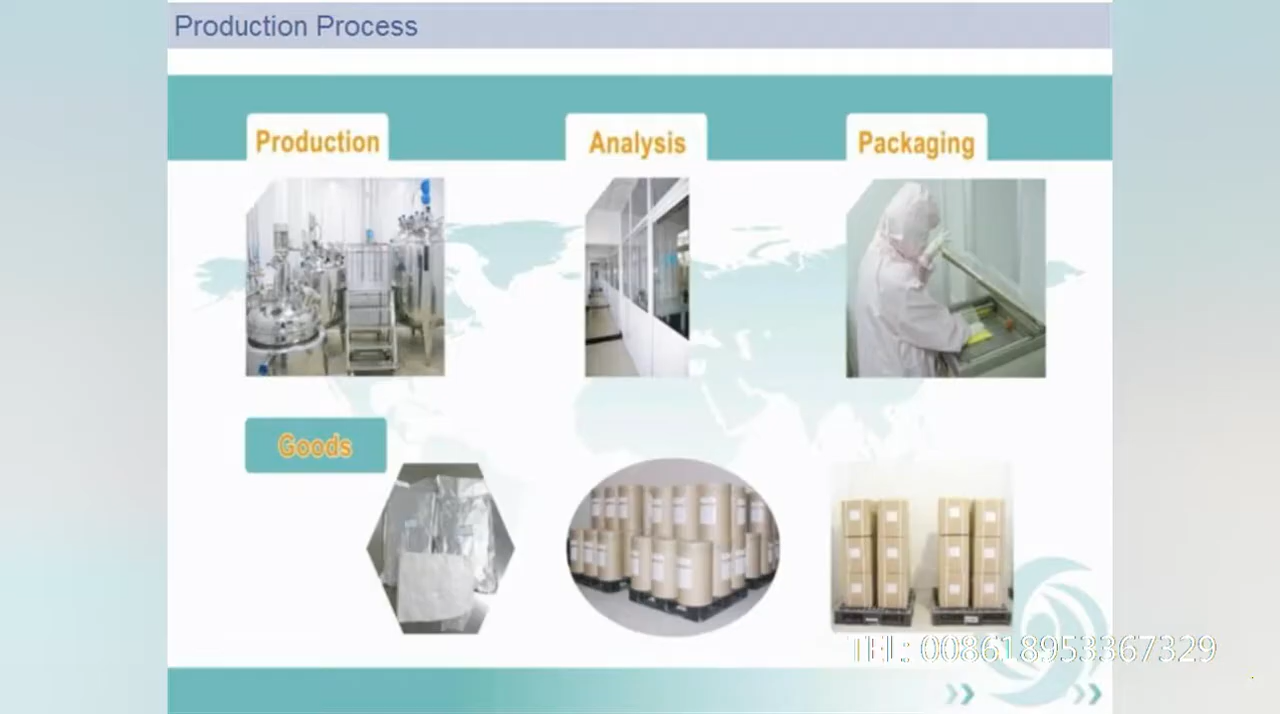 Production Process
Production
Analysis
Packaging
Goods
TEL: 008618953367329